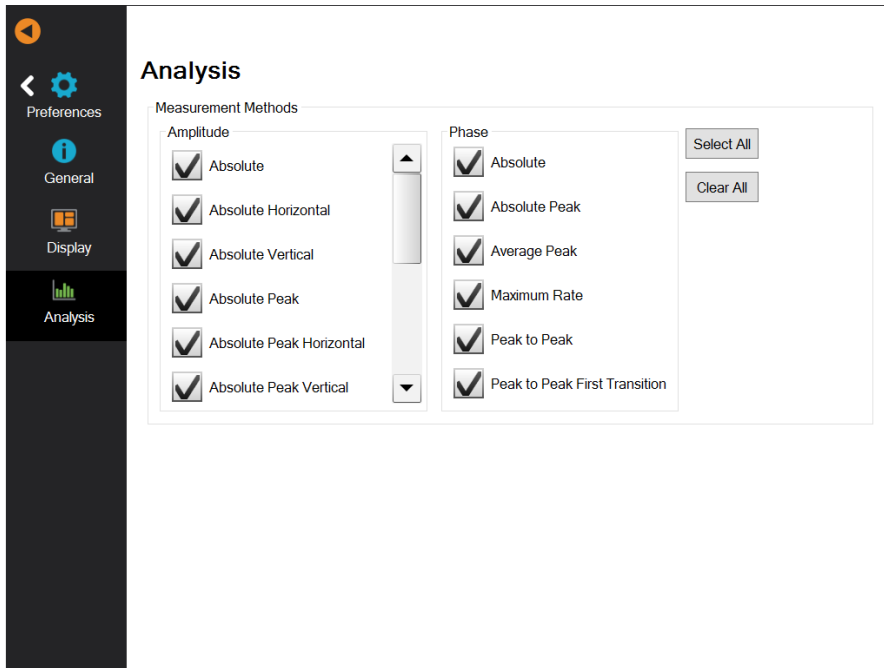 Preferences
General
Display
Analysis
Analysis
Measurement Methods
Amplitude
Absolute
Absolute Horizontal
Absolute Vertical
Absolute Peak
Absolute Peak Horizontal
Absolute Peak Vertical
Phase
Absolute
Absolute Peak
Average Peak
Maximum Rate
Peak to Peak
Peak to Peak First Transition
Select All
Clear All